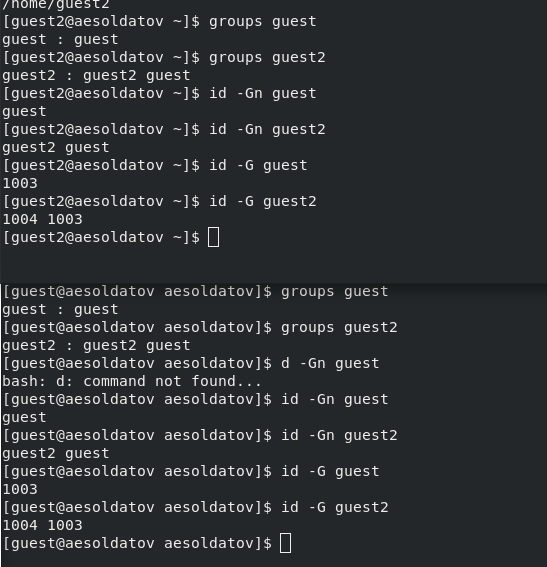 /home/guest2
[guest2@aesoldatov ~]$ groups guest
guest : guest
[guest2@aesoldatov ~]$ groups guest2
guest2 : guest2 guest
[guest2@aesoldatov ~]$ id -Gn guest
guest
[guest2@aesoldatov ~]$ id -Gn guest2
guest2 guest
[guest2@aesoldatov ~]$ id -G guest
1003
[guest2@aesoldatov ~]$ id -G guest2
1004 1003
[guest2@aesoldatov ~]$
[guest@aesoldatov aesoldatov]$ groups guest
guest : guest
[guest@aesoldatov aesoldatov]$ groups guest2
guest2 : guest2 guest
[guest@aesoldatov aesoldatov]$ d -Gn guest
bash: d: command not found...
[guest@aesoldatov aesoldatov]$ id -Gn guest
guest
[guest@aesoldatov aesoldatov]$ id -Gn guest2
guest2 guest
[guest@aesoldatov aesoldatov]$ id -G guest
1003
[guest@aesoldatov aesoldatov]$ id -G guest2
1004 1003
[guest@aesoldatov aesoldatov]$